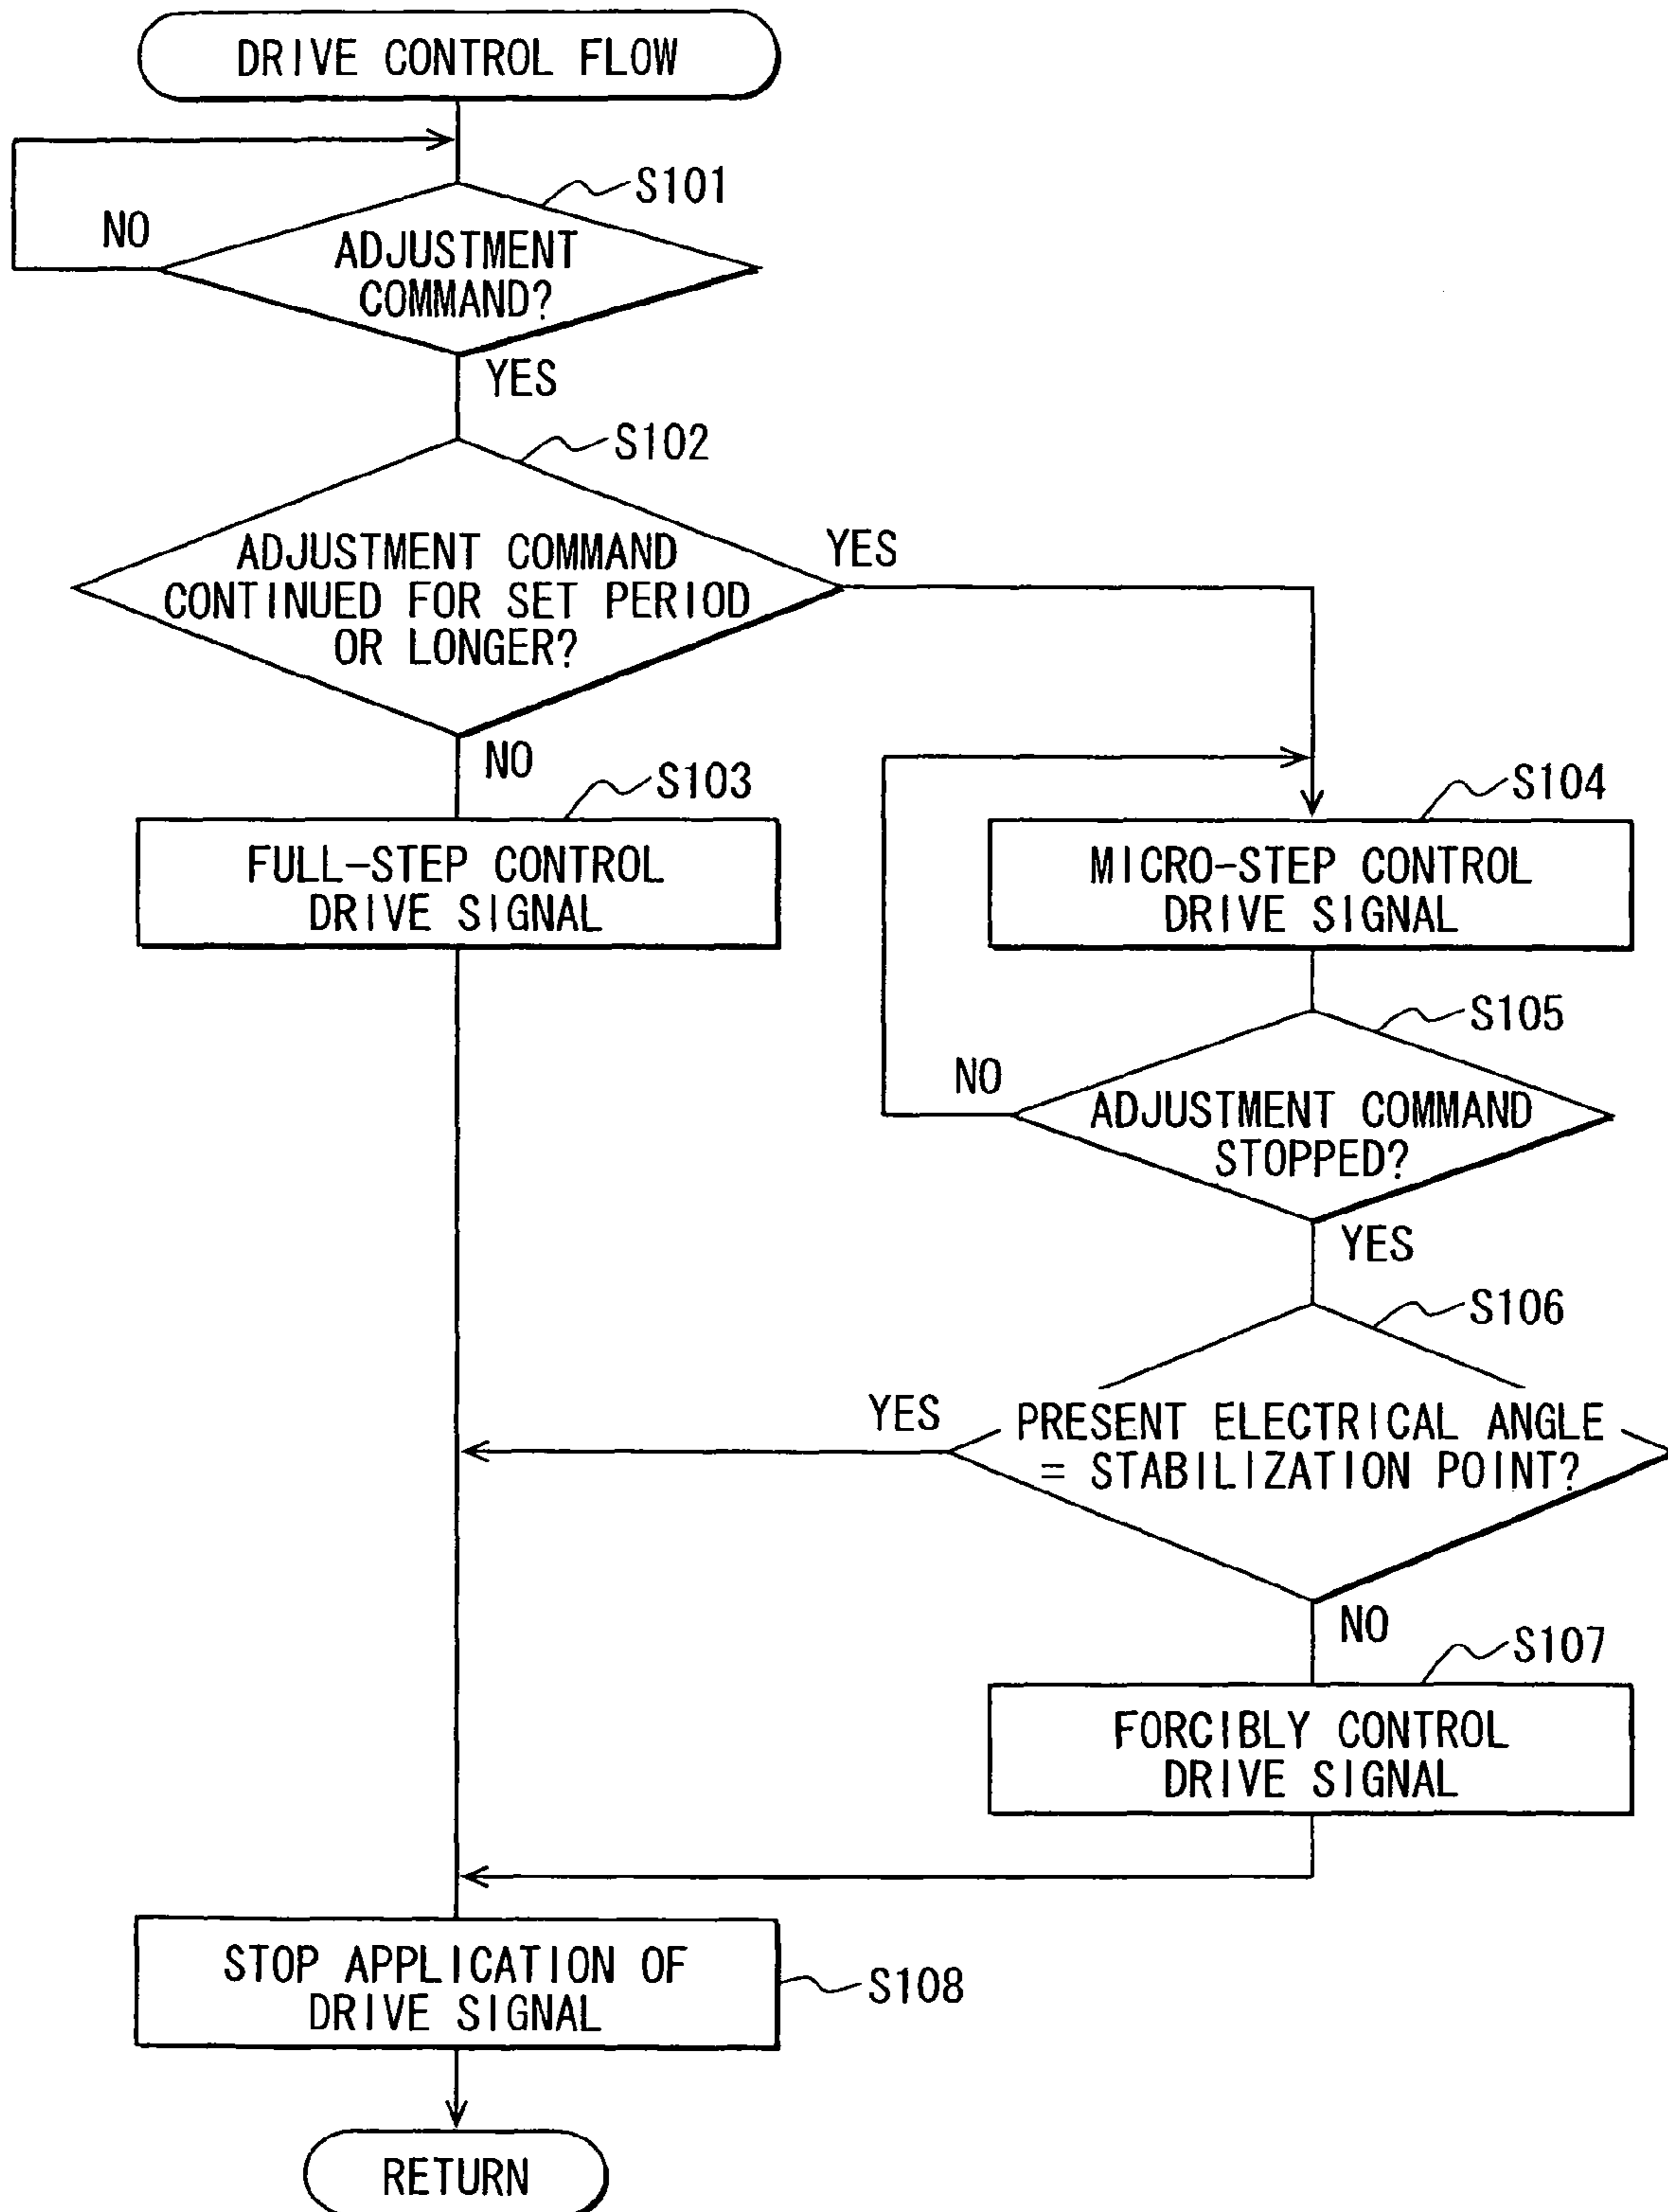 DRIVE CONTROL FLOW
S101
NO
ADJUSTMENT
COMMAND?
YES
S102
ADJUSTMENT COMMAND
CONTINUED FOR SET PERIOD
OR LONGER?
YES
NO
S103
FULL-STEP CONTROL
DRIVE SIGNAL
S104
MICRO-STEP CONTROL
DRIVE SIGNAL
S105
NO
ADJUSTMENT COMMAND
STOPPED?
YES
S106
YES
PRESENT ELECTRICAL ANGLE
= STABILIZATION POINT?
NO
S107
FORCIBLY CONTROL
DRIVE SIGNAL
STOP APPLICATION OF
DRIVE SIGNAL
S108
RETURN